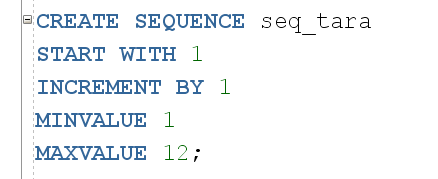 CREATE SEQUENCE seq_tara
START WITH 1
INCREMENT BY 1
MINVALUE 1
MAXVALUE 12;